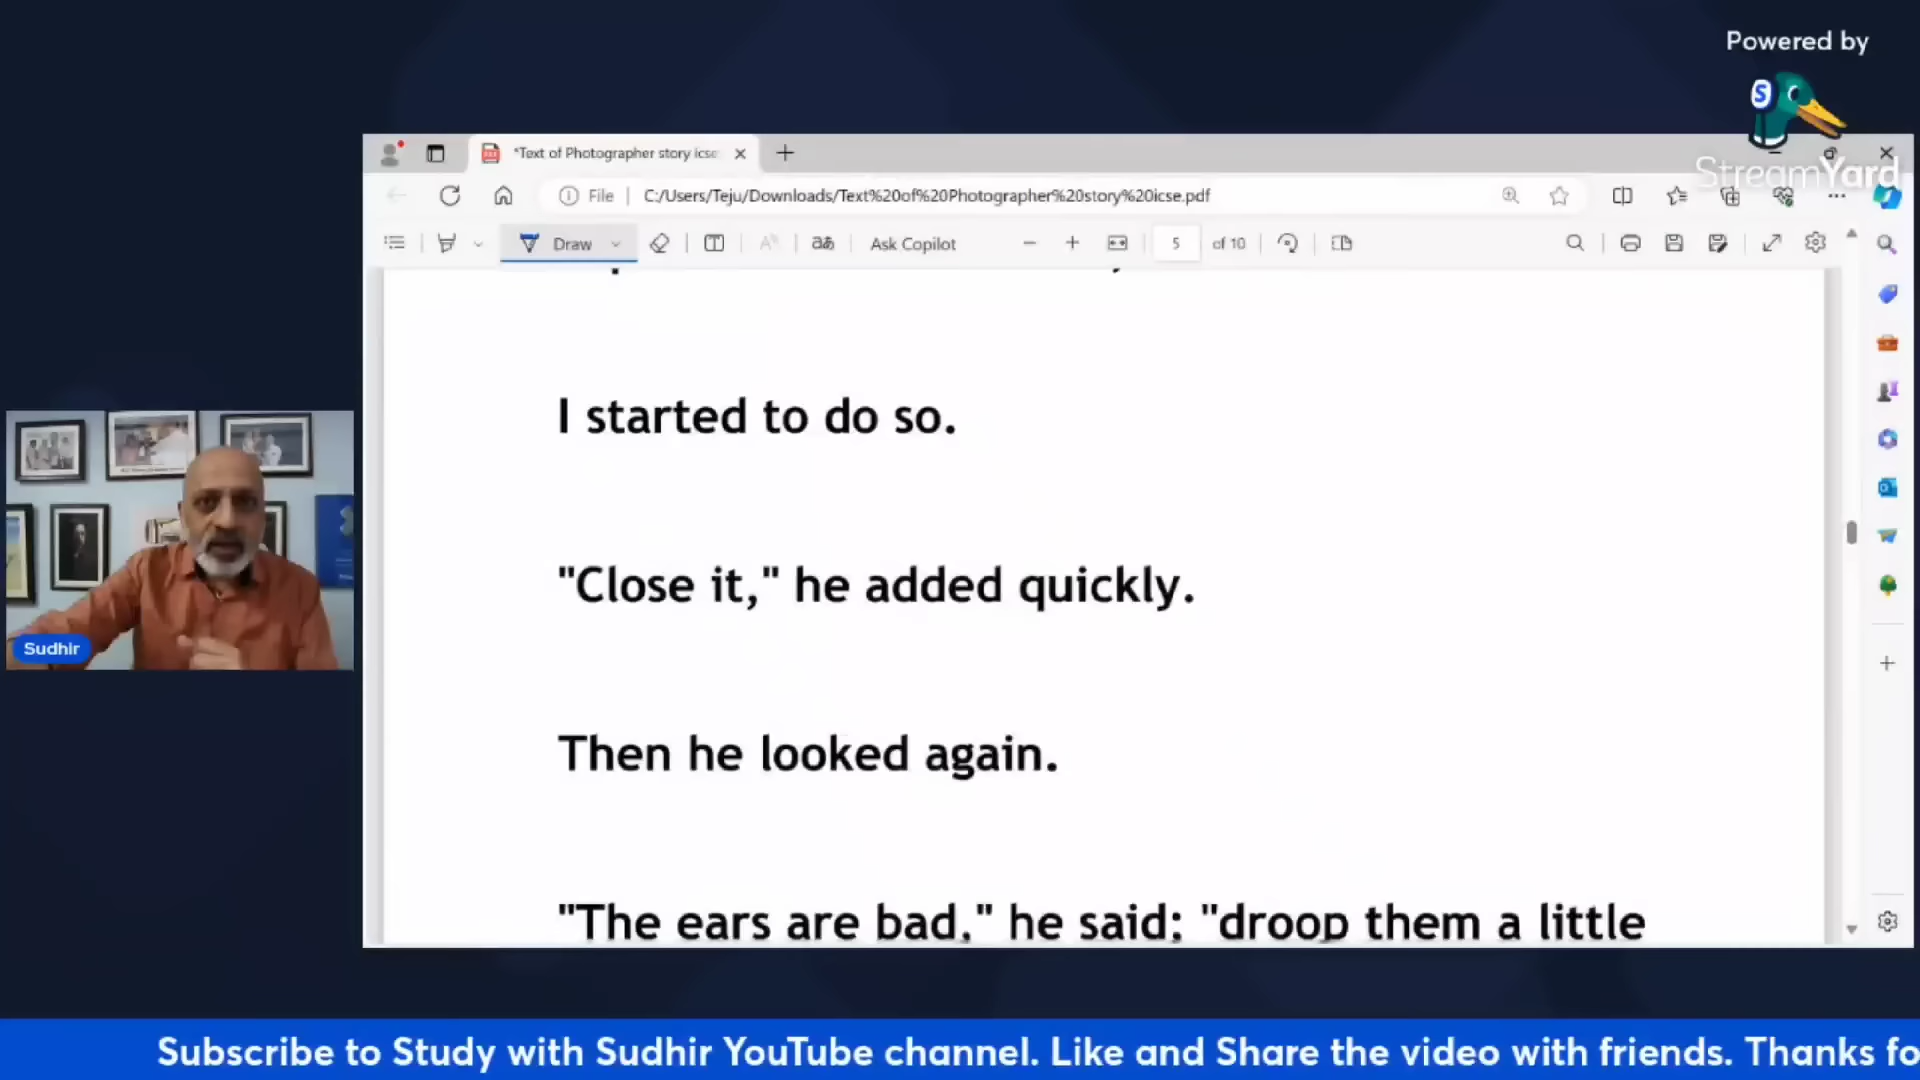 Powered by
StreamYard
*Text of Photographer story icse
File
C:/Users/Teju/Downloads/Text%20of%20Photographer%20story%20icse.pdf
Draw
Ask Copilot
5
of 10
I started to do so.
"Close it," he added quickly.
Then he looked again.
"The ears are bad," he said; "droop them a little
Sudhir
Subscribe to Study with Sudhir YouTube channel. Like and Share the video with friends. Thanks fo